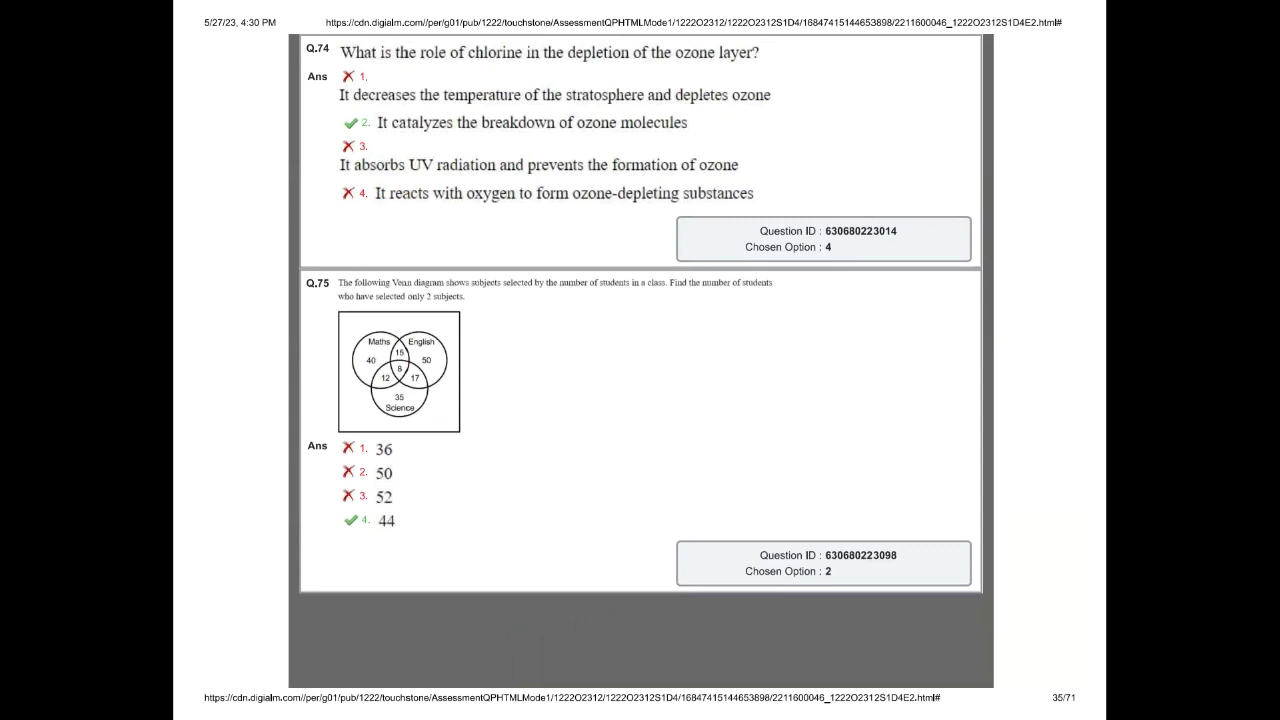 5/27/23, 4:30 PM https://cdn.digialm.com//per/g01/pub/1222/touchstone/AssessmentQPHTMLMode1/1222O2312/1222O2312S1D4/16847415144653898/2211600046_1222O2312S1D4E2.html#
Q.74 What is the role of chlorine in the depletion of the ozone layer?
Ans 1.
It decreases the temperature of the stratosphere and depletes ozone
2. It catalyzes the breakdown of ozone molecules
3.
It absorbs UV radiation and prevents the formation of ozone
4. It reacts with oxygen to form ozone-depleting substances
Question ID : 630680223014
Chosen Option : 4
Q.75 The following Venn diagram shows subjects selected by the number of students in a class. Find the number of students
who have selected only 2 subjects.
Maths English
15
40 50
8
12 17
35
Science
Ans 1. 36
2. 50
3. 52
4. 44
Question ID : 630680223098
Chosen Option : 2
https://cdn.digialm.com//per/g01/pub/1222/touchstone/AssessmentQPHTMLMode1/1222O2312/1222O2312S1D4/16847415144653898/2211600046_1222O2312S1D4E2.html# 35/71